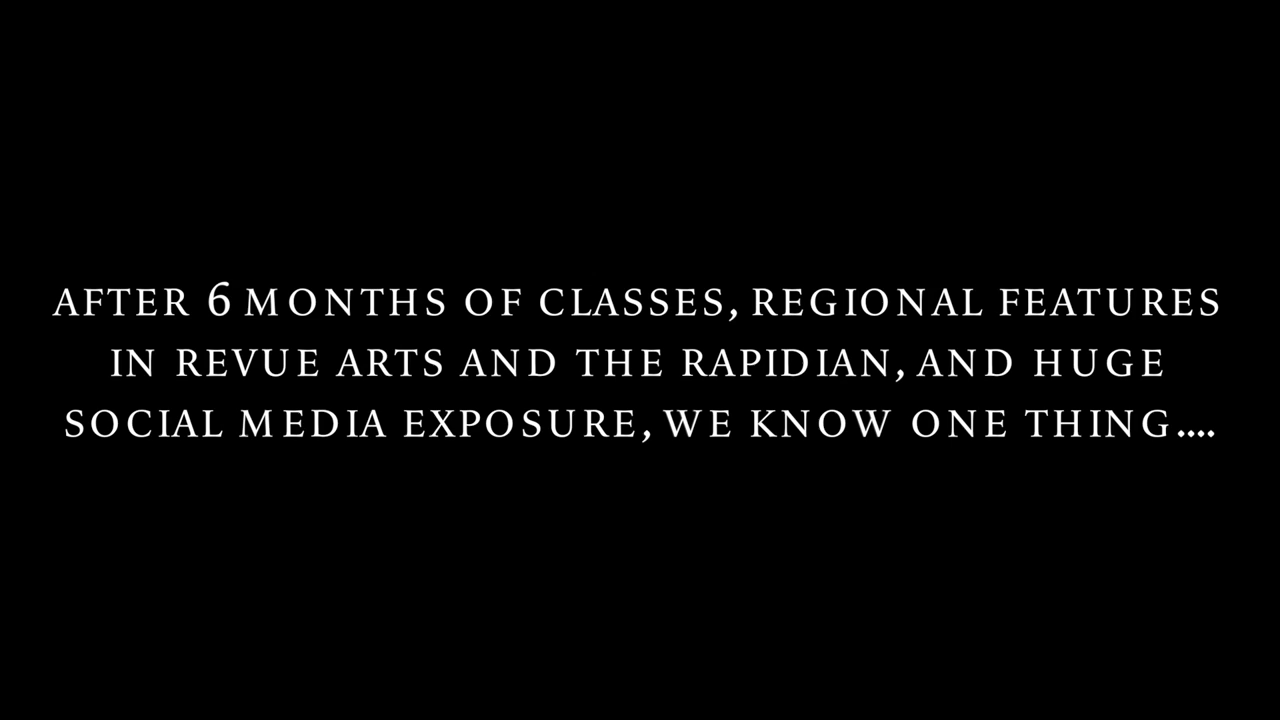 AFTER 6 MONTHS OF CLASSES, REGIONAL FEATURES
IN REVUE ARTS AND THE RAPIDIAN, AND HUGE
SOCIAL MEDIA EXPOSURE, WE KNOW ONE THING....